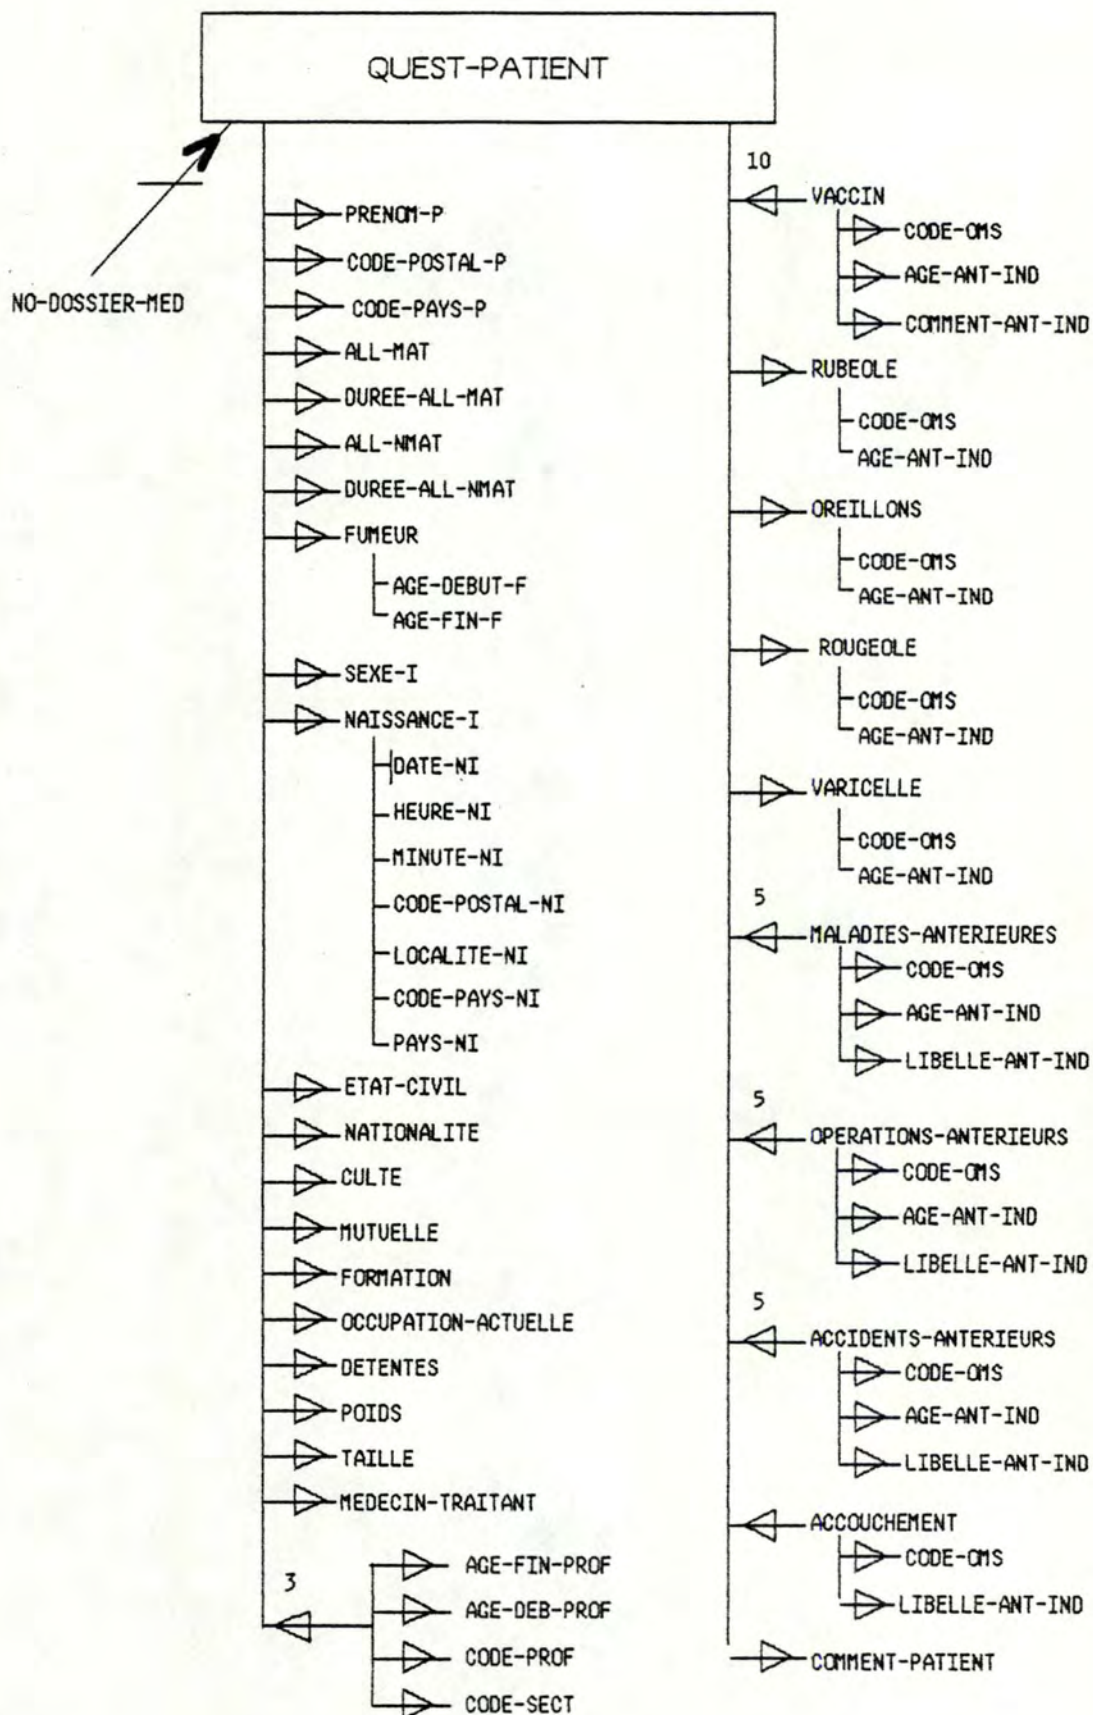 QUEST-PATIENT
NO-DOSSIER-MED
PRENOM-P
CODE-POSTAL-P
CODE-PAYS-P
ALL-MAT
DUREE-ALL-MAT
ALL-NMAT
DUREE-ALL-NMAT
FUMEUR
AGE-DEBUT-F
AGE-FIN-F
SEXE-I
NAISSANCE-I
DATE-NI
HEURE-NI
MINUTE-NI
CODE-POSTAL-NI
LOCALITE-NI
CODE-PAYS-NI
PAYS-NI
ETAT-CIVIL
NATIONALITE
CULTE
MUTUELLE
FORMATION
OCCUPATION-ACTUELLE
DETENTES
POIDS
TAILLE
MEDECIN-TRAITANT
3
AGE-FIN-PROF
AGE-DEB-PROF
CODE-PROF
CODE-SECT
10
VACCIN
CODE-OMS
AGE-ANT-IND
COMMENT-ANT-IND
RUBEOLE
CODE-OMS
AGE-ANT-IND
OREILLONS
CODE-OMS
AGE-ANT-IND
ROUGEOLE
CODE-OMS
AGE-ANT-IND
VARICELLE
CODE-OMS
AGE-ANT-IND
5
MALADIES-ANTERIEURES
CODE-OMS
AGE-ANT-IND
LIBELLE-ANT-IND
5
OPERATIONS-ANTERIEURS
CODE-OMS
AGE-ANT-IND
LIBELLE-ANT-IND
5
ACCIDENTS-ANTERIEURS
CODE-OMS
AGE-ANT-IND
LIBELLE-ANT-IND
ACCOUCHEMENT
CODE-OMS
LIBELLE-ANT-IND
COMMENT-PATIENT